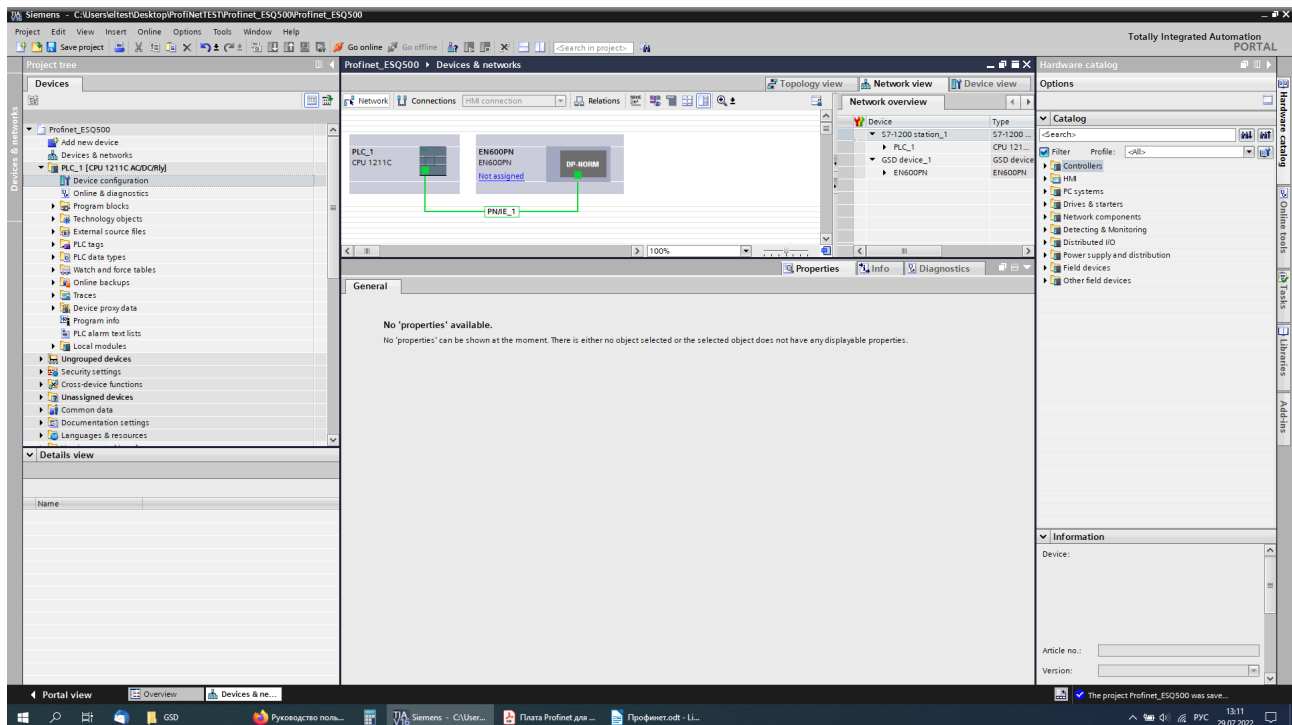 Siemens - C:\Users\eltest\Desktop\ProfiNetTEST\Profinet_ESQ500\Profinet_ESQ500
Project Edit View Insert Online Options Tools Window Help
Totally Integrated Automation
PORTAL
Save project
Go online
Go offline
<Search in project>
Project tree
Profinet_ESQ500
Devices & networks
Hardware catalog
Devices
Topology view
Network view
Device view
Options
Network
Connections
HMI connection
Relations
Network overview
Profinet_ESQ500
Add new device
Devices & networks
PLC_1 [CPU 1211C AC/DC/Rly]
Device configuration
Online & diagnostics
Program blocks
Technology objects
External source files
PLC tags
PLC data types
Watch and force tables
Online backups
Traces
Device proxy data
Program info
PLC alarm text lists
Local modules
Ungrouped devices
Security settings
Cross-device functions
Unassigned devices
Common data
Documentation settings
Languages & resources
Details view
Name
PLC_1
CPU 1211C
EN600PN
EN600PN
Not assigned
DP-NORM
PN/IE_1
100%
Device
Type
S7-1200 station_1
S7-1200 ...
PLC_1
CPU 121...
GSD device_1
GSD device
EN600PN
EN600PN
Properties
Info
Diagnostics
General
No 'properties' available.
No 'properties' can be shown at the moment. There is either no object selected or the selected object does not have any displayable properties.
Catalog
<Search>
Filter
Profile:
<All>
Controllers
HMI
PC systems
Drives & starters
Network components
Detecting & Monitoring
Distributed I/O
Power supply and distribution
Field devices
Other field devices
Information
Device:
Article no.:
Version:
Devices & networks
Hardware catalog
Online tools
Tasks
Libraries
Add-ins
Portal view
Overview
Devices & ne...
The project Profinet_ESQ500 was save...
GSD
Руководство поль...
Siemens - C:\User...
Плата Profinet для ...
Профинет.odt - Li...
РУС
13:11
29.07.2022